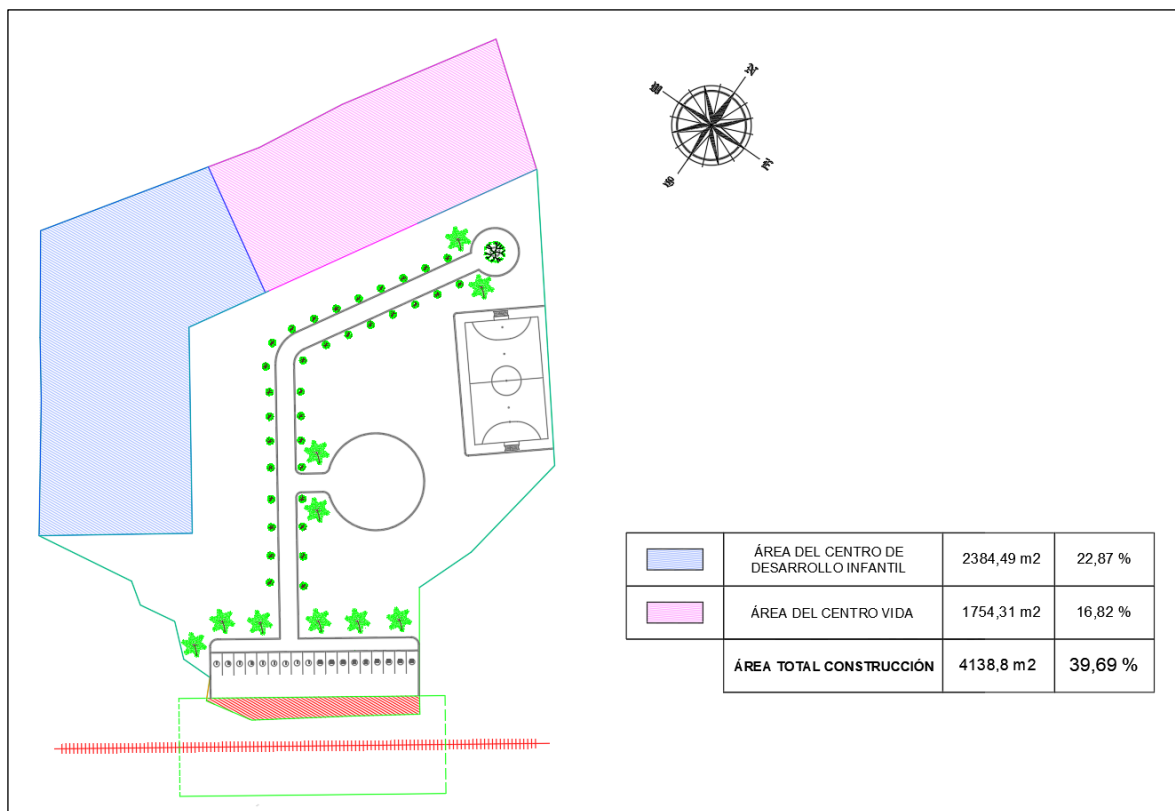 ÁREA DEL CENTRO DE
DESARROLLO INFANTIL
2384,49 m2
22,87 %
ÁREA DEL CENTRO VIDA
1754,31 m2
16,82 %
ÁREA TOTAL CONSTRUCCIÓN
4138,8 m2
39,69 %